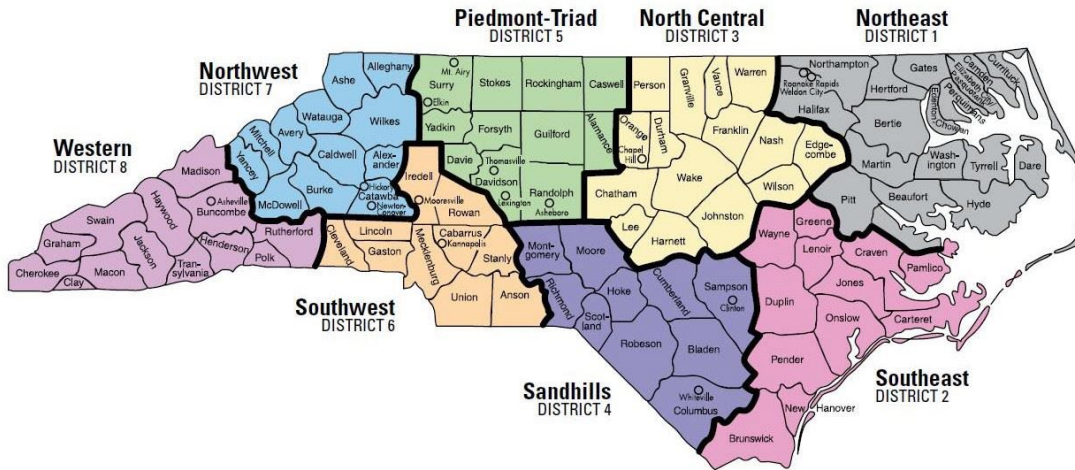 Piedmont-Triad
DISTRICT 5
North Central
DISTRICT 3
Northeast
DISTRICT 1
Northwest
DISTRICT 7
Western
DISTRICT 8
Southwest
DISTRICT 6
Sandhills
DISTRICT 4
Southeast
DISTRICT 2
Ashe
Alleghany
Watauga
Wilkes
Mitchell
Avery
Yancey
Caldwell
Alex-
ander
Burke
McDowell
Hickory
Catawba
Newton-
Conover
Mt. Airy
Surry
Stokes
Rockingham
Caswell
Elkin
Yadkin
Forsyth
Guilford
Alamance
Davie
Thomasville
Davidson
Lexington
Randolph
Asheboro
Person
Granville
Vance
Warren
Orange
Durham
Chapel
Hill
Franklin
Nash
Edge-
combe
Wake
Wilson
Chatham
Johnston
Lee
Harnett
Northampton
Roanoke Rapids
Weldon City
Halifax
Gates
Hertford
Camden
Currituck
Elizabeth City/
Pasquotank
Perquimans
Edenton
Chowan
Bertie
Martin
Wash-
ington
Tyrrell
Dare
Pitt
Beaufort
Hyde
Madison
Asheville
Buncombe
Haywood
Swain
Graham
Cherokee
Clay
Macon
Jackson
Tran-
sylvania
Henderson
Rutherford
Polk
Iredell
Mooresville
Rowan
Cleveland
Lincoln
Gaston
Mecklenburg
Cabarrus
Kannapolis
Stanly
Union
Anson
Mont-
gomery
Moore
Richmond
Hoke
Scot-
land
Cumberland
Sampson
Clinton
Robeson
Bladen
Whiteville
Columbus
Wayne
Greene
Lenoir
Craven
Pamlico
Jones
Duplin
Onslow
Carteret
Pender
New Hanover
Brunswick